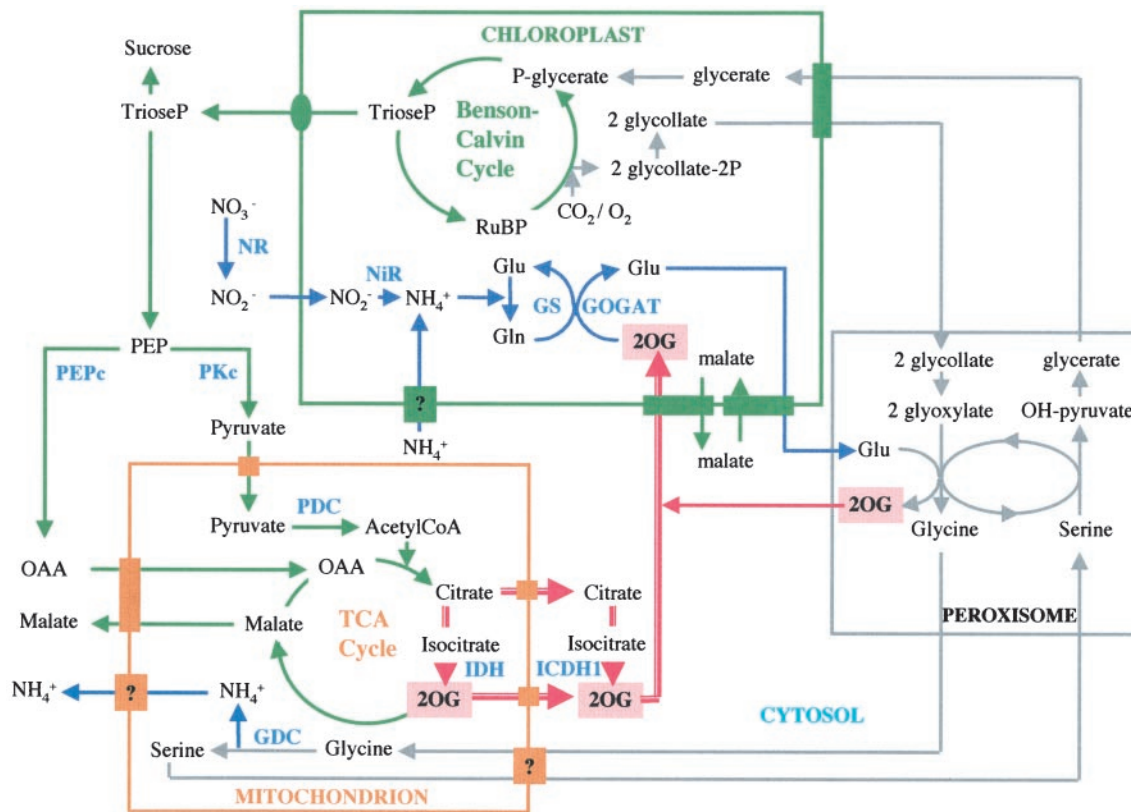 CHLOROPLAST
Sucrose
P-glycerate
glycerate
TrioseP
TrioseP
Benson-
Calvin
Cycle
2 glycollate
2 glycollate-2P
CO₂ / O₂
RuBP
NO₃⁻
NR
NO₂⁻
NO₂⁻
NiR
NH₄⁺
Glu
Gln
GS
GOGAT
Glu
2OG
malate
malate
?
NH₄⁺
PEP
PEPc
PKc
Pyruvate
2 glycollate
glycerate
2 glyoxylate
OH-pyruvate
Glu
2OG
Glycine
Serine
PEROXISOME
Pyruvate
PDC
AcetylCoA
OAA
OAA
Citrate
Citrate
Malate
Malate
TCA
Cycle
Isocitrate
Isocitrate
IDH
ICDH1
2OG
2OG
NH₄⁺
?
NH₄⁺
CYTOSOL
Serine
GDC
Glycine
?
MITOCHONDRION